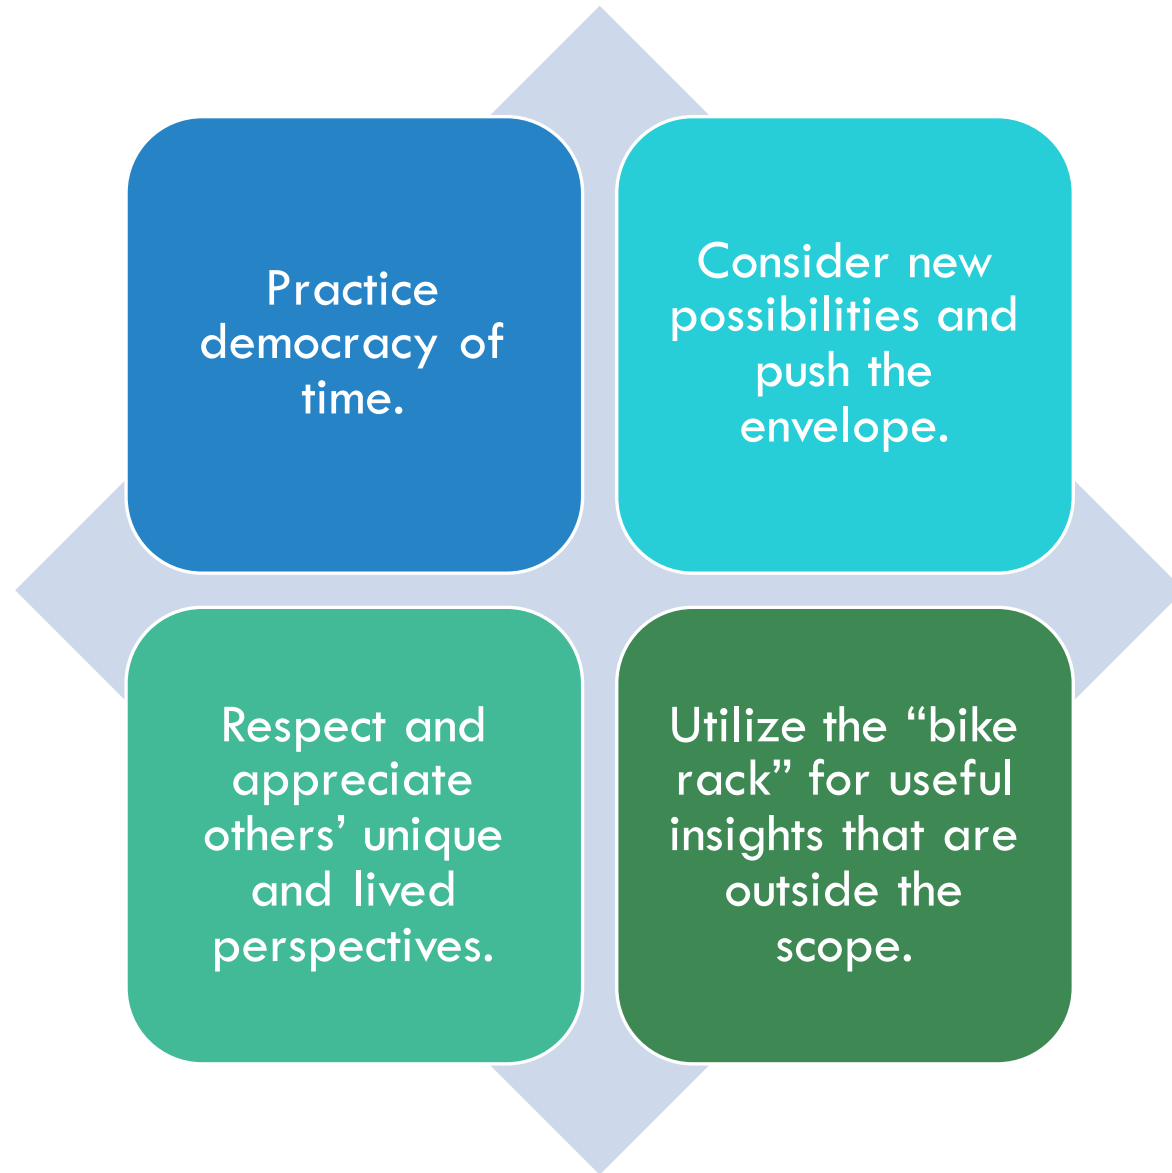 Practice
democracy of
time.
Consider new
possibilities and
push the
envelope.
Respect and
appreciate
others’ unique
and lived
perspectives.
Utilize the “bike
rack” for useful
insights that are
outside the
scope.